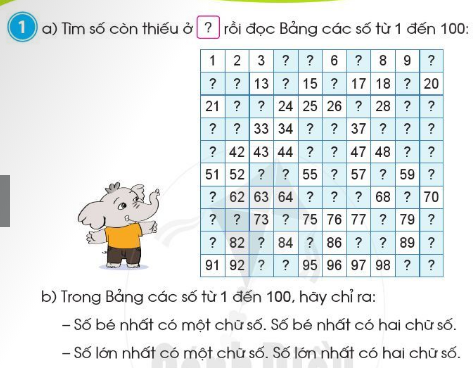 1 a) Tìm số còn thiếu ở ? rồi đọc Bảng các số từ 1 đến 100:
1 2 3 ? ? 6 ? 8 9 ?
? ? 13 ? 15 ? 17 18 ? 20
21 ? ? 24 25 26 ? 28 ? ?
? ? 33 34 ? ? 37 ? ? ?
? 42 43 44 ? ? 47 48 ? ?
51 52 ? ? 55 ? 57 ? 59 ?
? 62 63 64 ? ? ? 68 ? 70
? ? 73 ? 75 76 77 ? 79 ?
? 82 ? 84 ? 86 ? ? 89 ?
91 92 ? ? 95 96 97 98 ? ?
b) Trong Bảng các số từ 1 đến 100, hãy chỉ ra:
– Số bé nhất có một chữ số. Số bé nhất có hai chữ số.
– Số lớn nhất có một chữ số. Số lớn nhất có hai chữ số.